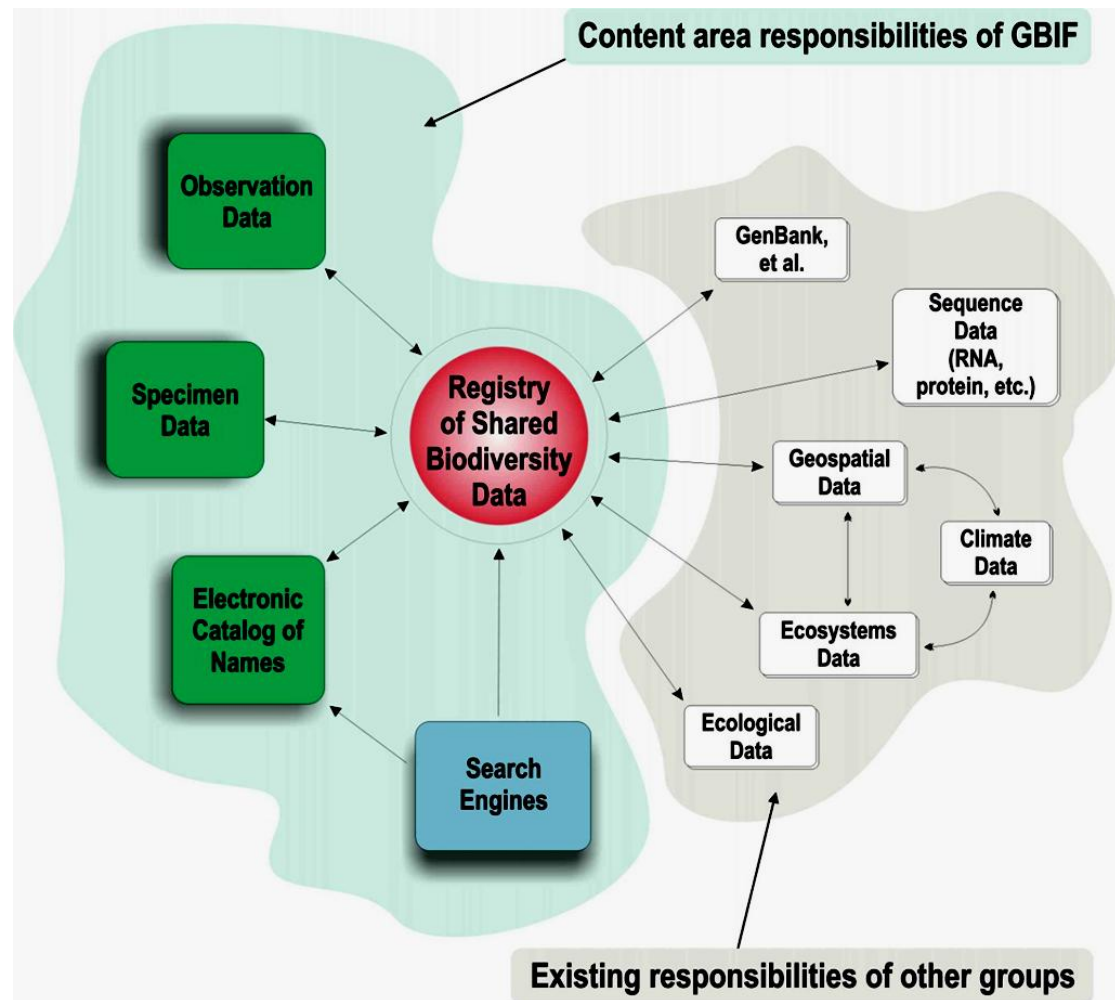 Content area responsibilities of GBIF
Observation
Data
Specimen
Data
Electronic
Catalog of
Names
Search
Engines
Registry
of Shared
Biodiversity
Data
GenBank,
et al.
Sequence
Data
(RNA,
protein, etc.)
Geospatial
Data
Climate
Data
Ecosystems
Data
Ecological
Data
Existing responsibilities of other groups